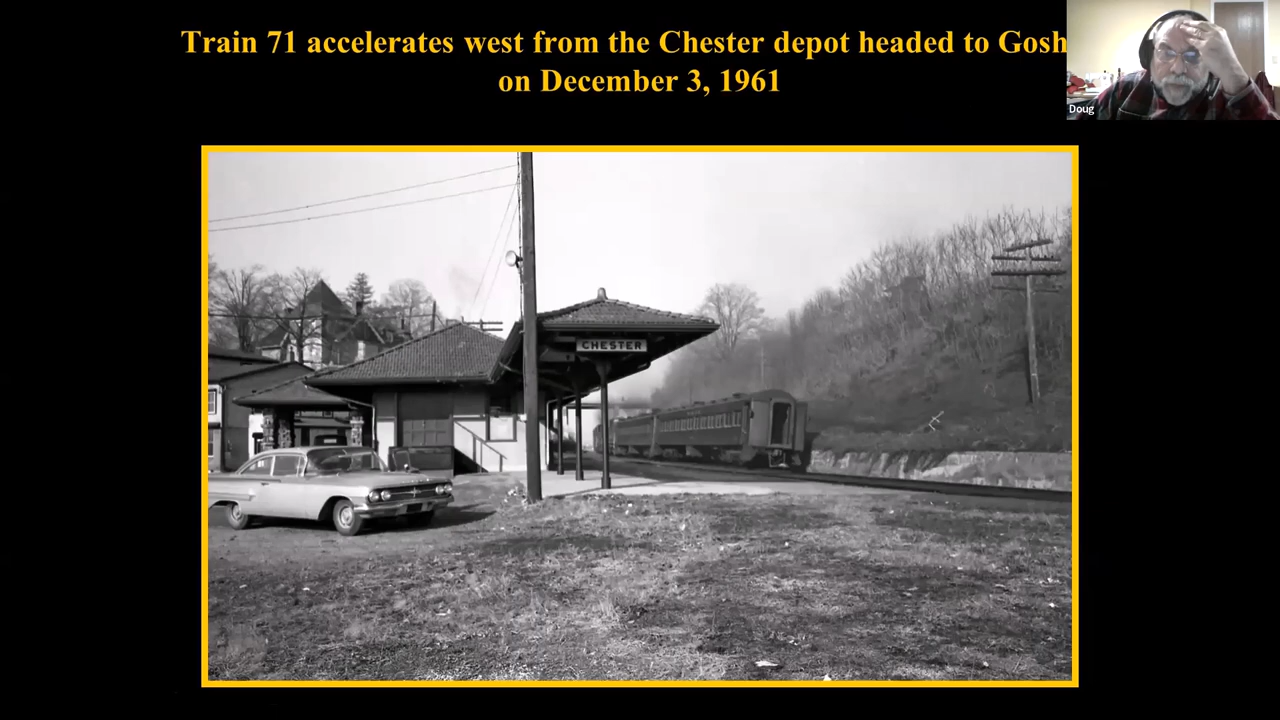 Train 71 accelerates west from the Chester depot headed to Gosh
on December 3, 1961
Doug
CHESTER